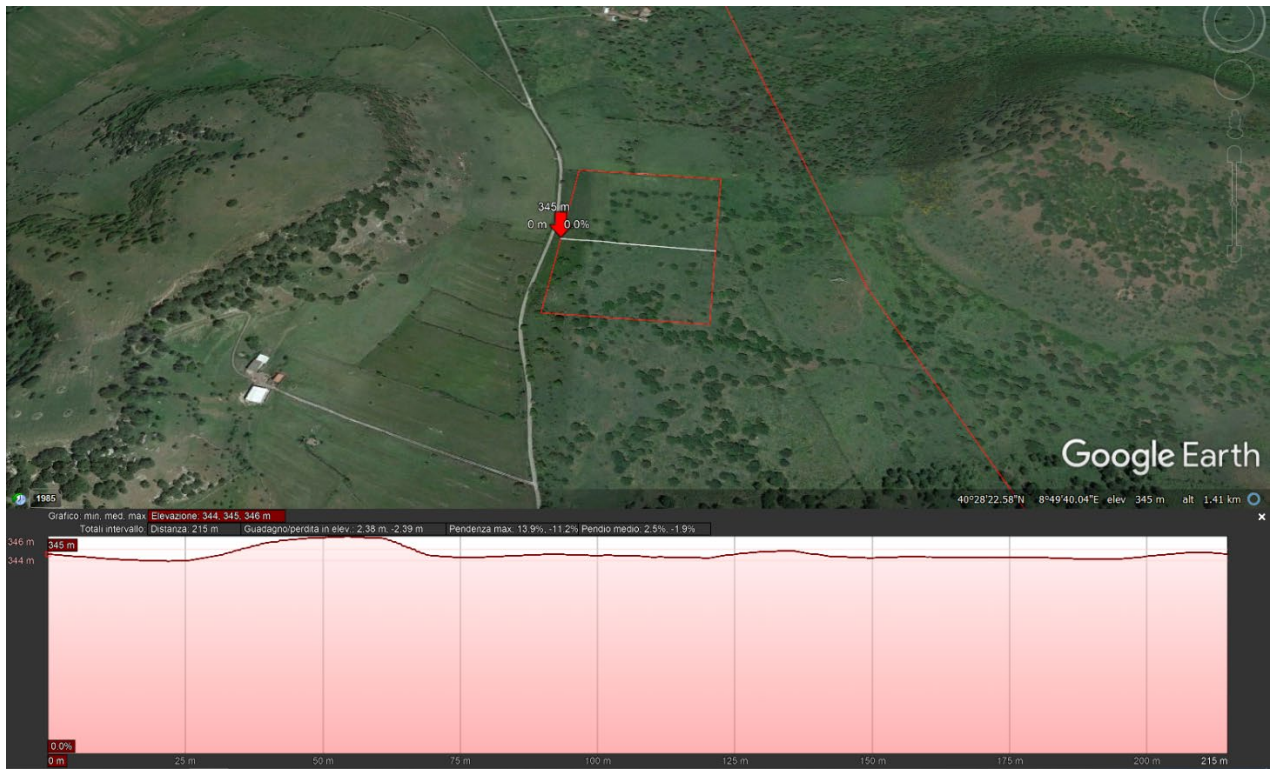 345 m
0 m 0.0%
Google Earth
1985
40°28'22.58"N 8°49'40.04"E elev 345 m alt 1.41 km
Grafico: min, med, max Elevazione: 344, 345, 346 m
Totali intervallo: Distanza: 215 m Guadagno/perdita in elev.: 2.38 m, -2.39 m Pendenza max: 13.9%, -11.2% Pendio medio: 2.5%, -1.9%
346 m
345 m
344 m
0.0%
0 m 25 m 50 m 75 m 100 m 125 m 150 m 175 m 200 m 215 m